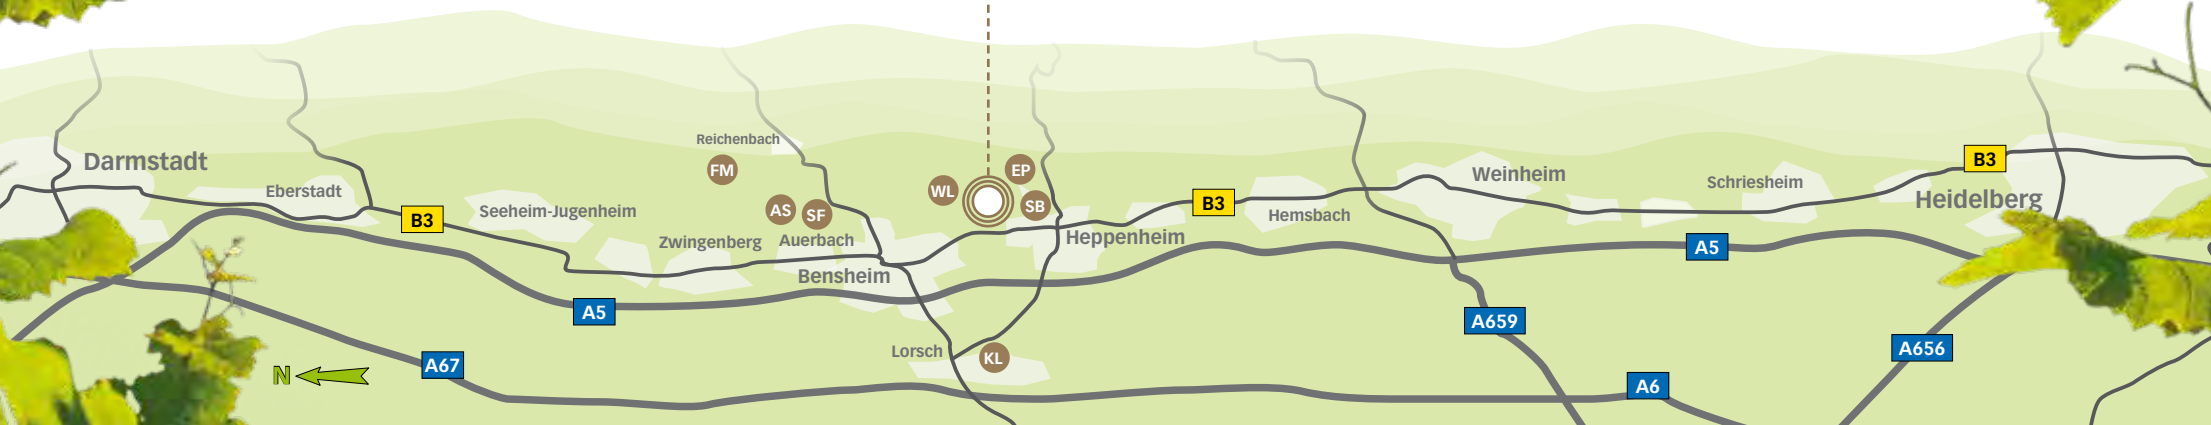 Reichenbach
Darmstadt
FM
EP
B3
WL
Weinheim
Eberstadt
Schriesheim
Heidelberg
Seeheim-Jugenheim
AS
SF
SB
B3
Hemsbach
B3
Zwingenberg
Auerbach
Heppenheim
A5
Bensheim
A5
A659
Lorsch
KL
A656
A67
N
A6